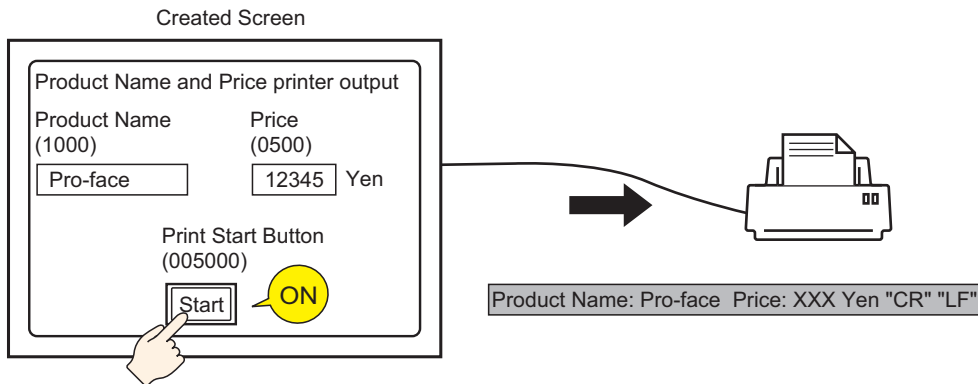 Created Screen
Product Name and Price printer output
Product Name
(1000)
Price
(0500)
Pro-face
12345 Yen
Print Start Button
(005000)
Start
ON
Product Name: Pro-face Price: XXX Yen "CR" "LF"